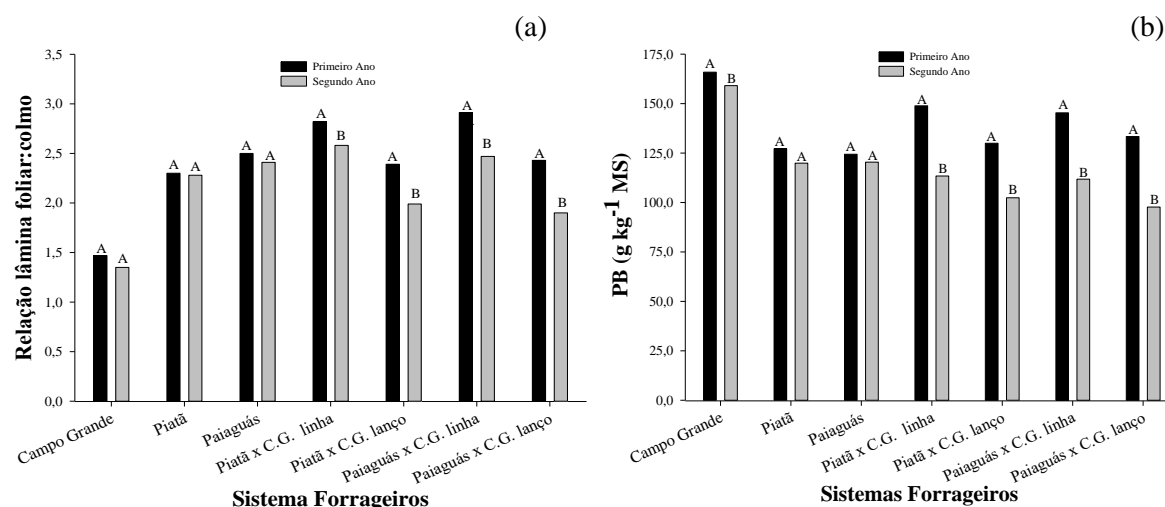 (a)
Relação lâmina foliar:colmo
3,5
3,0
2,5
2,0
1,5
1,0
0,5
0,0
Primeiro Ano
Segundo Ano
A A
A A
A A
A B
A B
A B
A B
Campo Grande
Piatã
Paiaguás
Piatã x C.G. linha
Piatã x C.G. lanço
Paiaguás x C.G. linha
Paiaguás x C.G. lanço
Sistema Forrageiros
(b)
PB (g kg-1 MS)
175,0
150,0
125,0
100,0
75,0
50,0
25,0
0,0
Primeiro Ano
Segundo Ano
A B
A A
A A
A B
A B
A B
A B
Campo Grande
Piatã
Paiaguás
Piatã x C.G. linha
Piatã x C.G. lanço
Paiaguás x C.G. linha
Paiaguás x C.G. lanço
Sistemas Forrageiros